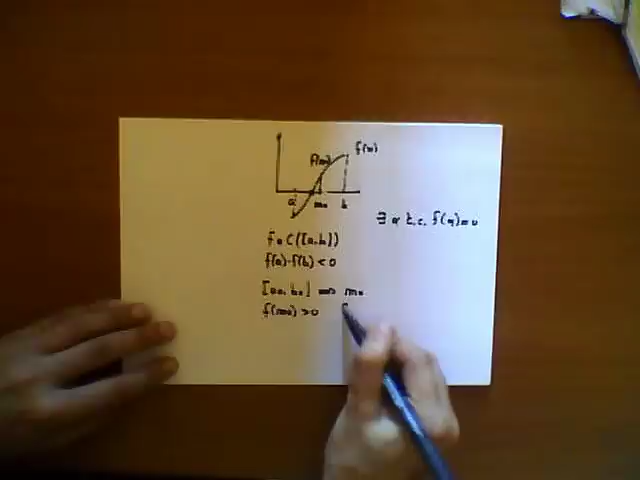 f(x)
f(m₀)
a m₀ b
∃ α t.c. f(α)=0
f ∈ C([a,b])
f(a)·f(b) < 0
[a₀, b₀] ⇒ m₀
f(m₀) > 0